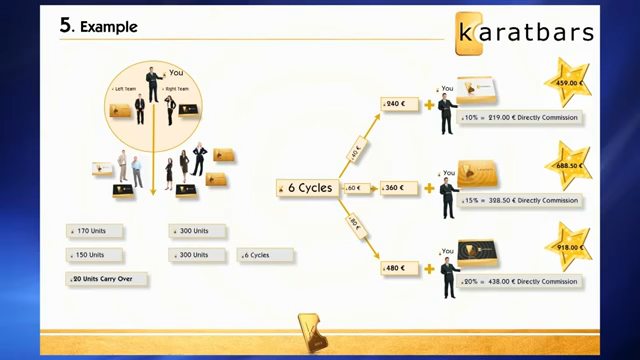 5. Example
karatbars
You
Left Team
Right Team
170 Units
300 Units
150 Units
300 Units
6 Cycles
20 Units Carry Over
6 Cycles
40 €
60 €
80 €
240 €
You
10% = 219.00 € Directly Commission
459.00 €
360 €
You
15% = 328.50 € Directly Commission
688.50 €
480 €
You
20% = 438.00 € Directly Commission
918.00 €